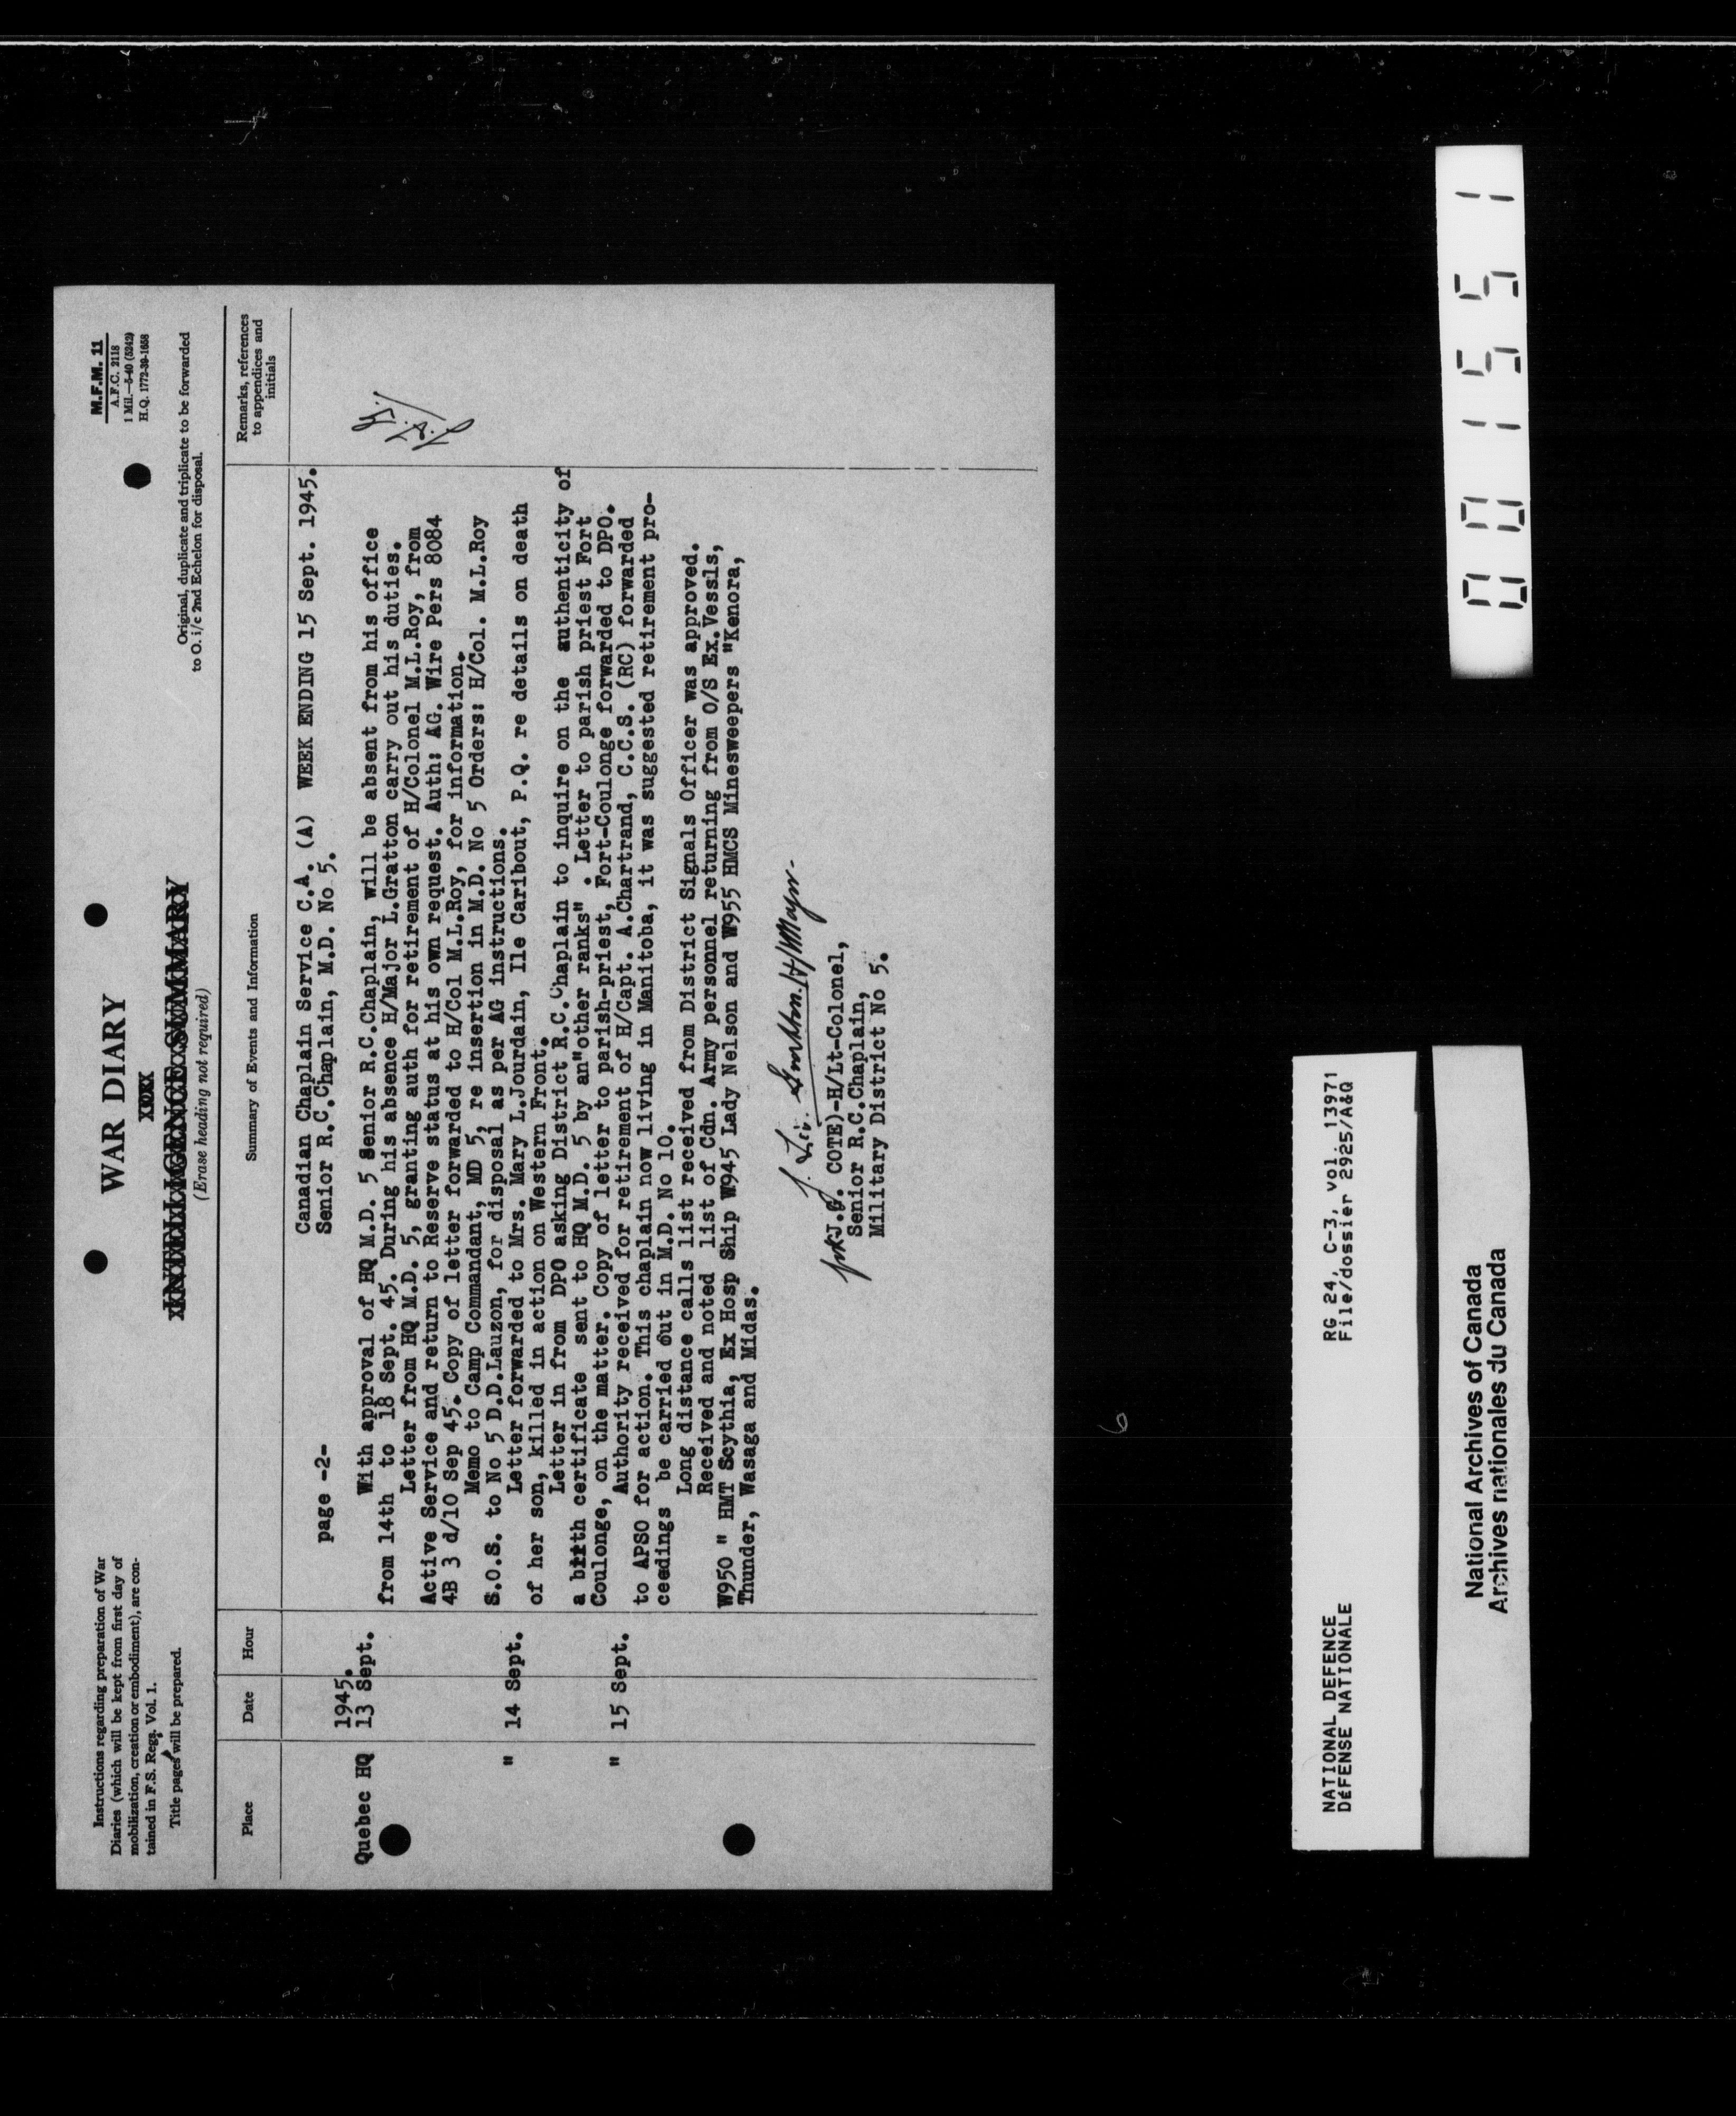 Instructions regarding preparation of War
Diaries (which will be kept from first day of
mobilization, creation or embodiment), are con-
tained in F.S. Regs. Vol. 1.
Title pages will be prepared.
WAR DIARY
XXXX
INTELLIGENCE SUMMARY
(Erase heading not required)
M.F.M. 11
A.F.C. 2118
1 Mil.—5-40 (5242)
H.Q. 1772-39-1658
Original, duplicate and triplicate to be forwarded
to O. i/c 2nd Echelon for disposal.
Place
Date
Hour
Summary of Events and Information
Remarks, references
to appendices and
initials
Canadian Chaplain Service C.A. (A) WEEK ENDING 15 Sept. 1945.
page -2- Senior R.C.Chaplain, M.D. No 5.
1945.
Quebec HQ 13 Sept. With approval of HQ M.D. 5 Senior R.C.Chaplain, will be absent from his office
from 14th to 18 Sept. 45. During his absence H/Major L.Gratton carry out his duties.
Letter from HQ M.D. 5, granting auth for retirement of H/Colonel M.L.Roy, from
Active Service and return to Reserve status at his own request. Auth: AG. Wire Pers 8084
4B 3 d/10 Sep 45. Copy of letter forwarded to H/Col M.L.Roy, for information.
Memo to Camp Commandant, MD 5, re insertion in M.D. No 5 Orders: H/Col. M.L.Roy
S.O.S. to No 5 D.D.Lauzon, for disposal as per AG instructions.
" 14 Sept. Letter forwarded to Mrs. Mary L.Jourdain, Ile Caribout, P.Q. re details on death
of her son, killed in action on Western Front.
Letter in from DPO asking District R.C.Chaplain to inquire on the authenticity of
a birth certificate sent to HQ M.D. 5 by an"other ranks" . Letter to parish priest Fort
Coulonge, on the matter. Copy of letter to parish-priest, Fort-Coulonge forwarded to DPO.
" 15 Sept. Authority received for retirement of H/Capt. A.Chartrand, C.C.S. (RC) forwarded
to APSO for action. This chaplain now living in Manitoba, it was suggested retirement pro-
ceedings be carried out in M.D. No 10.
Long distance calls list received from District Signals Officer was approved.
Received and noted list of Cdn. Army personnel returning from O/S Ex.Vessls,
W950 " HMT Scythia, Ex Hosp Ship W945 Lady Nelson and W955 HMCS Minesweepers "Kenora,
Thunder, Wasaga and Midas.
H/Major
J.G. COTE)-H/Lt-Colonel,
Senior R.C.Chaplain,
Military District No 5.
6
NATIONAL DEFENCE
DÉFENSE NATIONALE
RG 24, C-3, vol. 13971
File/dossier 2925/A&Q
National Archives of Canada
Archives nationales du Canada
001551